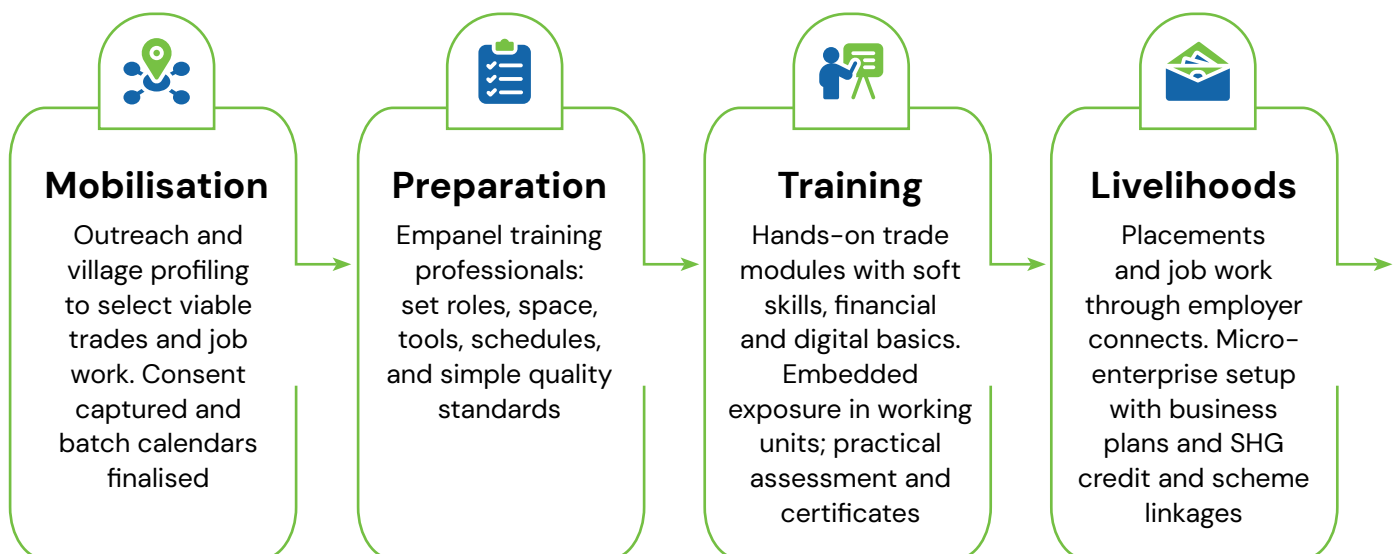 Mobilisation
Outreach and
village profiling
to select viable
trades and job
work. Consent
captured and
batch calendars
finalised
Preparation
Empanel training
professionals:
set roles, space,
tools, schedules,
and simple quality
standards
Training
Hands-on trade
modules with soft
skills, financial
and digital basics.
Embedded
exposure in working
units; practical
assessment and
certificates
Livelihoods
Placements
and job work
through employer
connects. Micro-
enterprise setup
with business
plans and SHG
credit and scheme
linkages